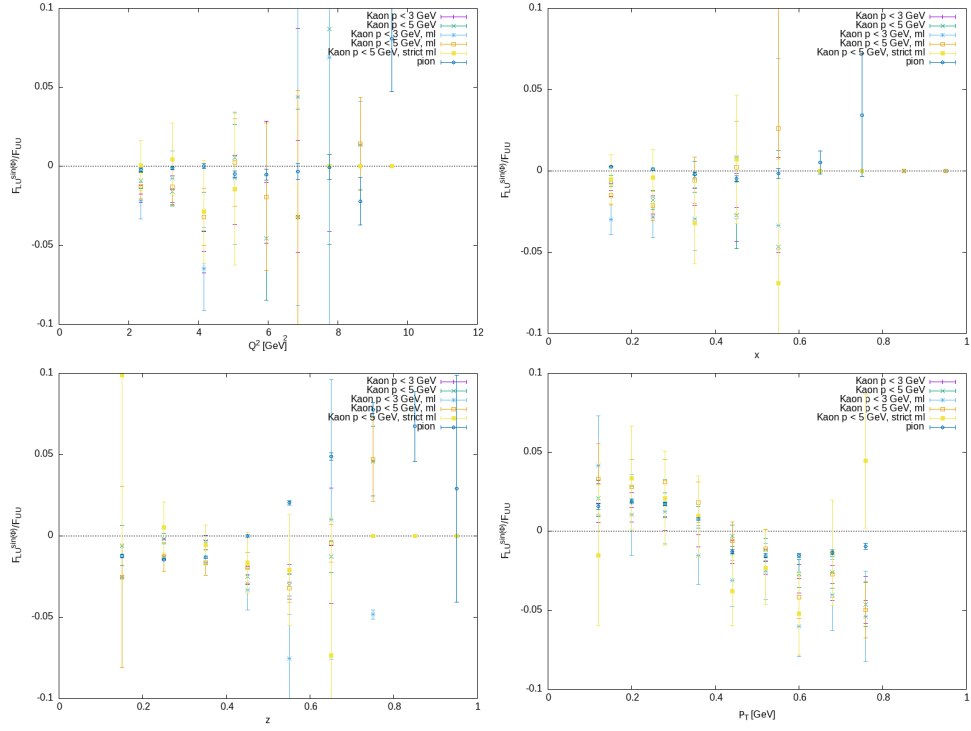 0.1
0.05
0
-0.05
-0.1
F_LU^sin(Φ)/F_UU
Kaon p < 3 GeV
Kaon p < 5 GeV
Kaon p < 3 GeV, ml
Kaon p < 5 GeV, ml
Kaon p < 5 GeV, strict ml
pion
0 2 4 6 8 10 12
Q² [GeV]²
0.1
0.05
0
-0.05
-0.1
F_LU^sin(Φ)/F_UU
Kaon p < 3 GeV
Kaon p < 5 GeV
Kaon p < 3 GeV, ml
Kaon p < 5 GeV, ml
Kaon p < 5 GeV, strict ml
pion
0 0.2 0.4 0.6 0.8 1
x
0.1
0.05
0
-0.05
-0.1
F_LU^sin(Φ)/F_UU
Kaon p < 3 GeV
Kaon p < 5 GeV
Kaon p < 3 GeV, ml
Kaon p < 5 GeV, ml
Kaon p < 5 GeV, strict ml
pion
0 0.2 0.4 0.6 0.8 1
z
0.1
0.05
0
-0.05
-0.1
F_LU^sin(Φ)/F_UU
Kaon p < 3 GeV
Kaon p < 5 GeV
Kaon p < 3 GeV, ml
Kaon p < 5 GeV, ml
Kaon p < 5 GeV, strict ml
pion
0 0.2 0.4 0.6 0.8 1
P_T [GeV]